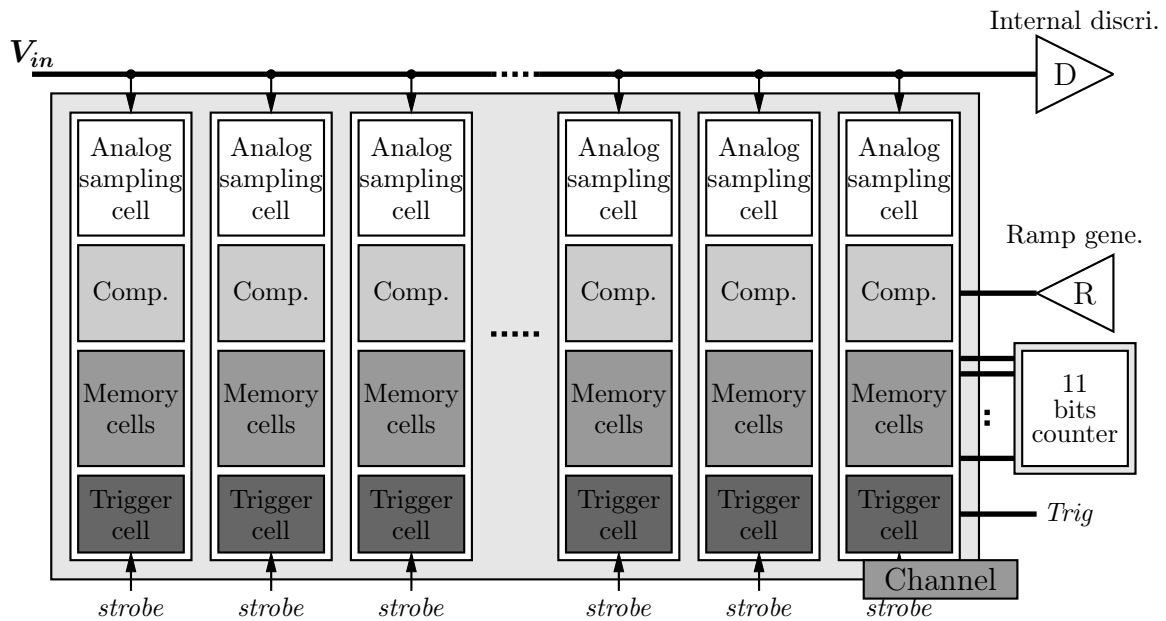 Internal discri.
V_in
D
Analog
sampling
cell
Analog
sampling
cell
Analog
sampling
cell
Analog
sampling
cell
Analog
sampling
cell
Analog
sampling
cell
Ramp gene.
Comp.
Comp.
Comp.
Comp.
Comp.
Comp.
R
Memory
cells
Memory
cells
Memory
cells
Memory
cells
Memory
cells
Memory
cells
11
bits
counter
Trigger
cell
Trigger
cell
Trigger
cell
Trigger
cell
Trigger
cell
Trigger
cell
Trig
Channel
strobe
strobe
strobe
strobe
strobe
strobe